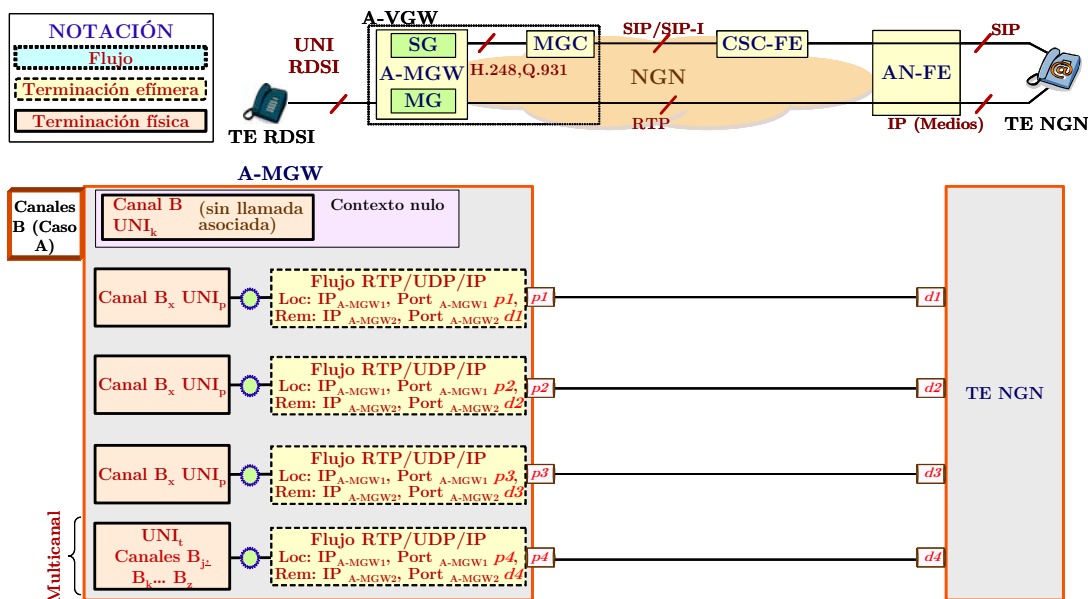 NOTACIÓN
Flujo
Terminación efímera
Terminación física
UNI
RDSI
TE RDSI
A-VGW
SG
A-MGW
MG
MGC
H.248,Q.931
SIP/SIP-I
NGN
RTP
CSC-FE
AN-FE
SIP
IP (Medios)
TE NGN
A-MGW
Canales
B (Caso
A)
Canal B
UNIk
(sin llamada
asociada)
Contexto nulo
Canal Bx UNIp
Flujo RTP/UDP/IP
Loc: IPA-MGW1, Port A-MGW1 p1,
Rem: IP A-MGW2, Port A-MGW2 d1
p1
d1
Canal Bx UNIp
Flujo RTP/UDP/IP
Loc: IPA-MGW1, Port A-MGW1 p2,
Rem: IP A-MGW2, Port A-MGW2 d2
p2
d2
TE NGN
Canal Bx UNIp
Flujo RTP/UDP/IP
Loc: IPA-MGW1, Port A-MGW1 p3,
Rem: IP A-MGW2, Port A-MGW2 d3
p3
d3
Multicanal
UNIt
Canales Bj:
Bk... Bz
Flujo RTP/UDP/IP
Loc: IPA-MGW1, Port A-MGW1 p4,
Rem: IP A-MGW2, Port A-MGW2 d4
p4
d4